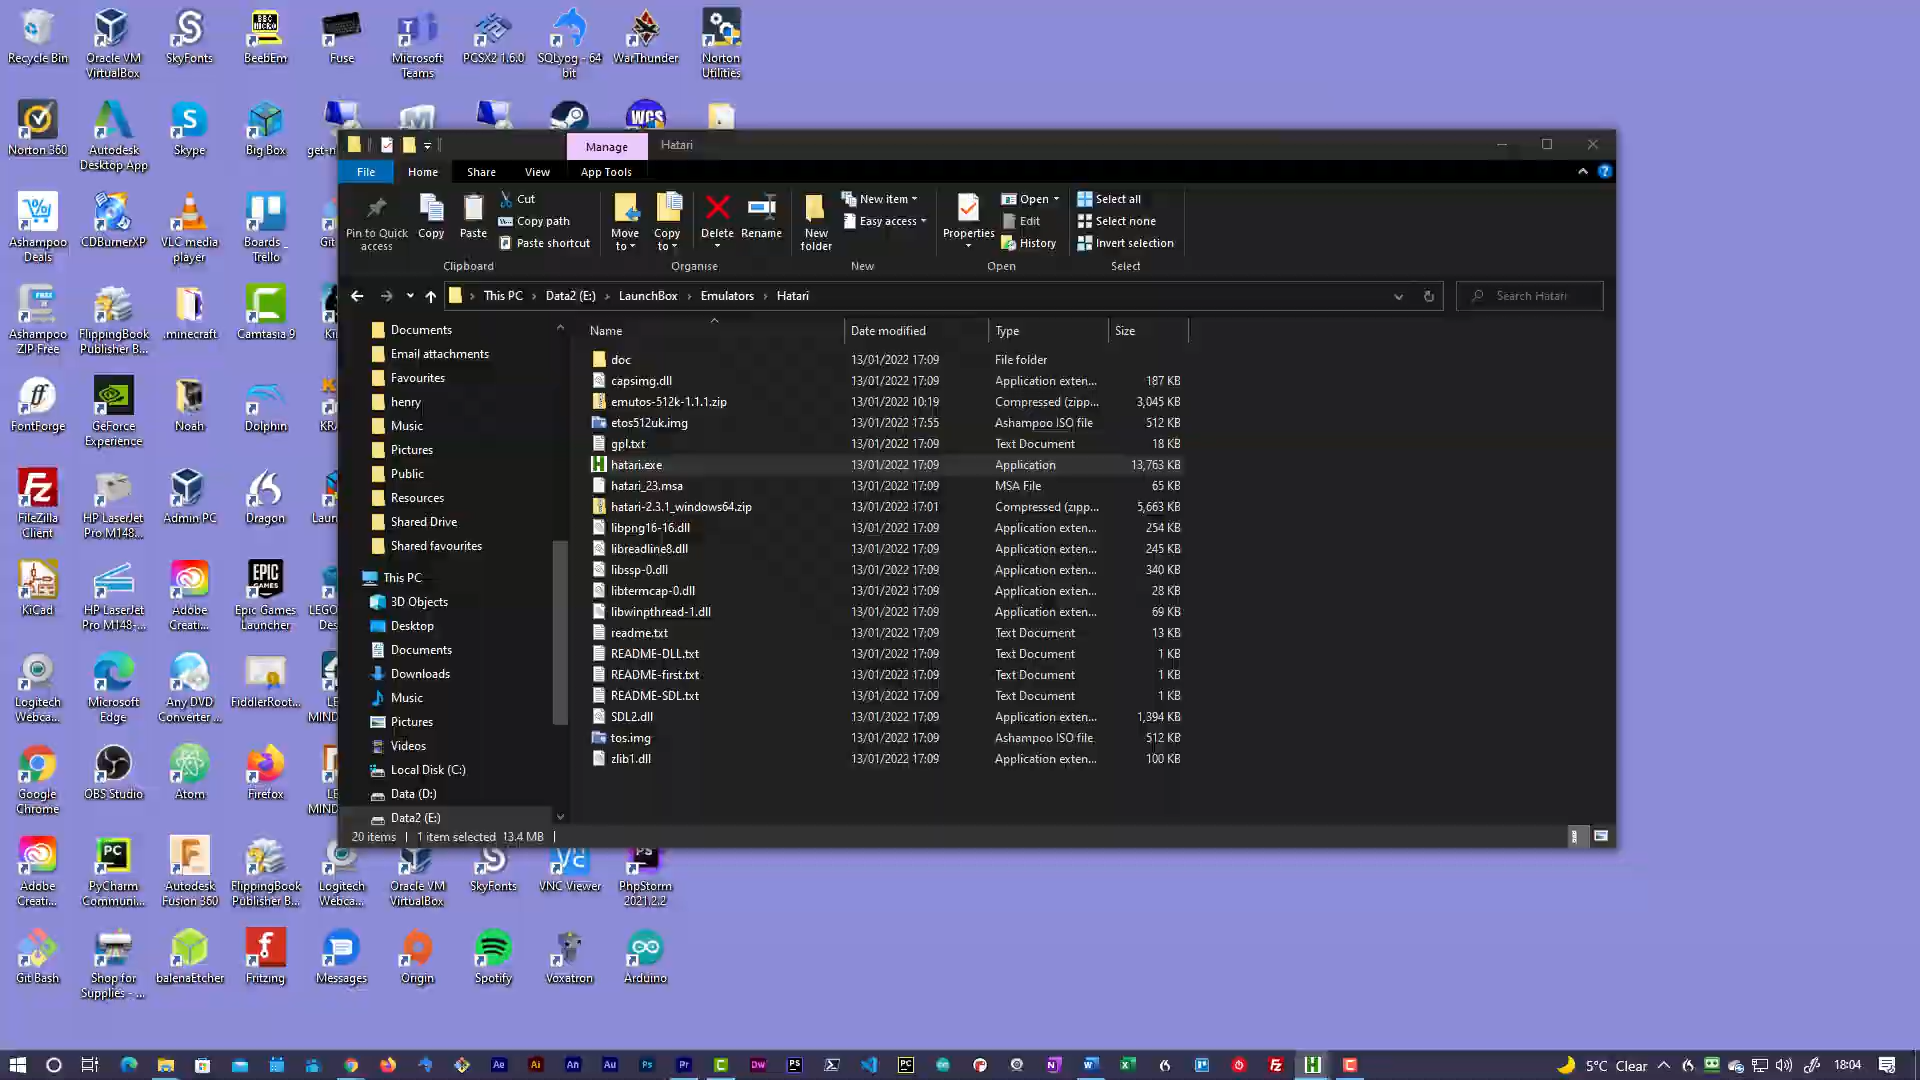 Recycle Bin
Oracle VM
VirtualBox
SkyFonts
BBC
MICRO
BeebEm
Fuse
Microsoft
Teams
PCSX2 1.6.0
SQLyog - 64
bit
WarThunder
Norton
Utilities
Norton 360
Autodesk
Desktop App
Skype
Big Box
get-n
WCS
Ashampoo
Deals
CDBurnerXP
VLC media
player
Boards _
Trello
Git
Ashampoo
ZIP Free
FlippingBook
Publisher B...
.minecraft
Camtasia 9
Kin
FontForge
GeForce
Experience
Noah
Dolphin
KRA
FileZilla
Client
HP LaserJet
Pro M148...
Admin PC
Dragon
Laun
KiCad
HP LaserJet
Pro M148-...
Adobe
Creati...
EPIC
GAMES
Epic Games
Launcher
LEGO
Des
Logitech
Webca...
Microsoft
Edge
Any DVD
Converter ...
FiddlerRoot...
LE
MIND
Google
Chrome
OBS Studio
Atom
Firefox
LE
MIND
Adobe
Creati...
PyCharm
Communi...
Autodesk
Fusion 360
FlippingBook
Publisher B...
Logitech
Webca...
Oracle VM
VirtualBox
SkyFonts
VNC Viewer
PhpStorm
2021.2.2
Git Bash
Shop for
Supplies - ...
balenaEtcher
Fritzing
Messages
Origin
Spotify
Voxatron
Arduino
Manage
Hatari
File
Home
Share
View
App Tools
Pin to Quick
access
Copy
Paste
Cut
Copy path
Paste shortcut
Clipboard
Move
to
Copy
to
Delete
Rename
Organise
New
folder
New item
Easy access
New
Properties
Open
Edit
History
Open
Select all
Select none
Invert selection
Select
This PC
Data2 (E:)
LaunchBox
Emulators
Hatari
Search Hatari
Documents
Email attachments
Favourites
henry
Music
Pictures
Public
Resources
Shared Drive
Shared favourites
This PC
3D Objects
Desktop
Documents
Downloads
Music
Pictures
Videos
Local Disk (C:)
Data (D:)
Data2 (E:)
Name Date modified Type Size
doc 13/01/2022 17:09 File folder
capsimg.dll 13/01/2022 17:09 Application exten... 187 KB
emutos-512k-1.1.1.zip 13/01/2022 10:19 Compressed (zipp... 3,045 KB
etos512uk.img 13/01/2022 17:55 Ashampoo ISO file 512 KB
gpl.txt 13/01/2022 17:09 Text Document 18 KB
hatari.exe 13/01/2022 17:09 Application 13,763 KB
hatari_23.msa 13/01/2022 17:09 MSA File 65 KB
hatari-2.3.1_windows64.zip 13/01/2022 17:01 Compressed (zipp... 5,663 KB
libpng16-16.dll 13/01/2022 17:09 Application exten... 254 KB
libreadline8.dll 13/01/2022 17:09 Application exten... 245 KB
libssp-0.dll 13/01/2022 17:09 Application exten... 340 KB
libtermcap-0.dll 13/01/2022 17:09 Application exten... 28 KB
libwinpthread-1.dll 13/01/2022 17:09 Application exten... 69 KB
readme.txt 13/01/2022 17:09 Text Document 13 KB
README-DLL.txt 13/01/2022 17:09 Text Document 1 KB
README-first.txt 13/01/2022 17:09 Text Document 1 KB
README-SDL.txt 13/01/2022 17:09 Text Document 1 KB
SDL2.dll 13/01/2022 17:09 Application exten... 1,394 KB
tos.img 13/01/2022 17:09 Ashampoo ISO file 512 KB
zlib1.dll 13/01/2022 17:09 Application exten... 100 KB
20 items 1 item selected 13.4 MB
5°C Clear
18:04